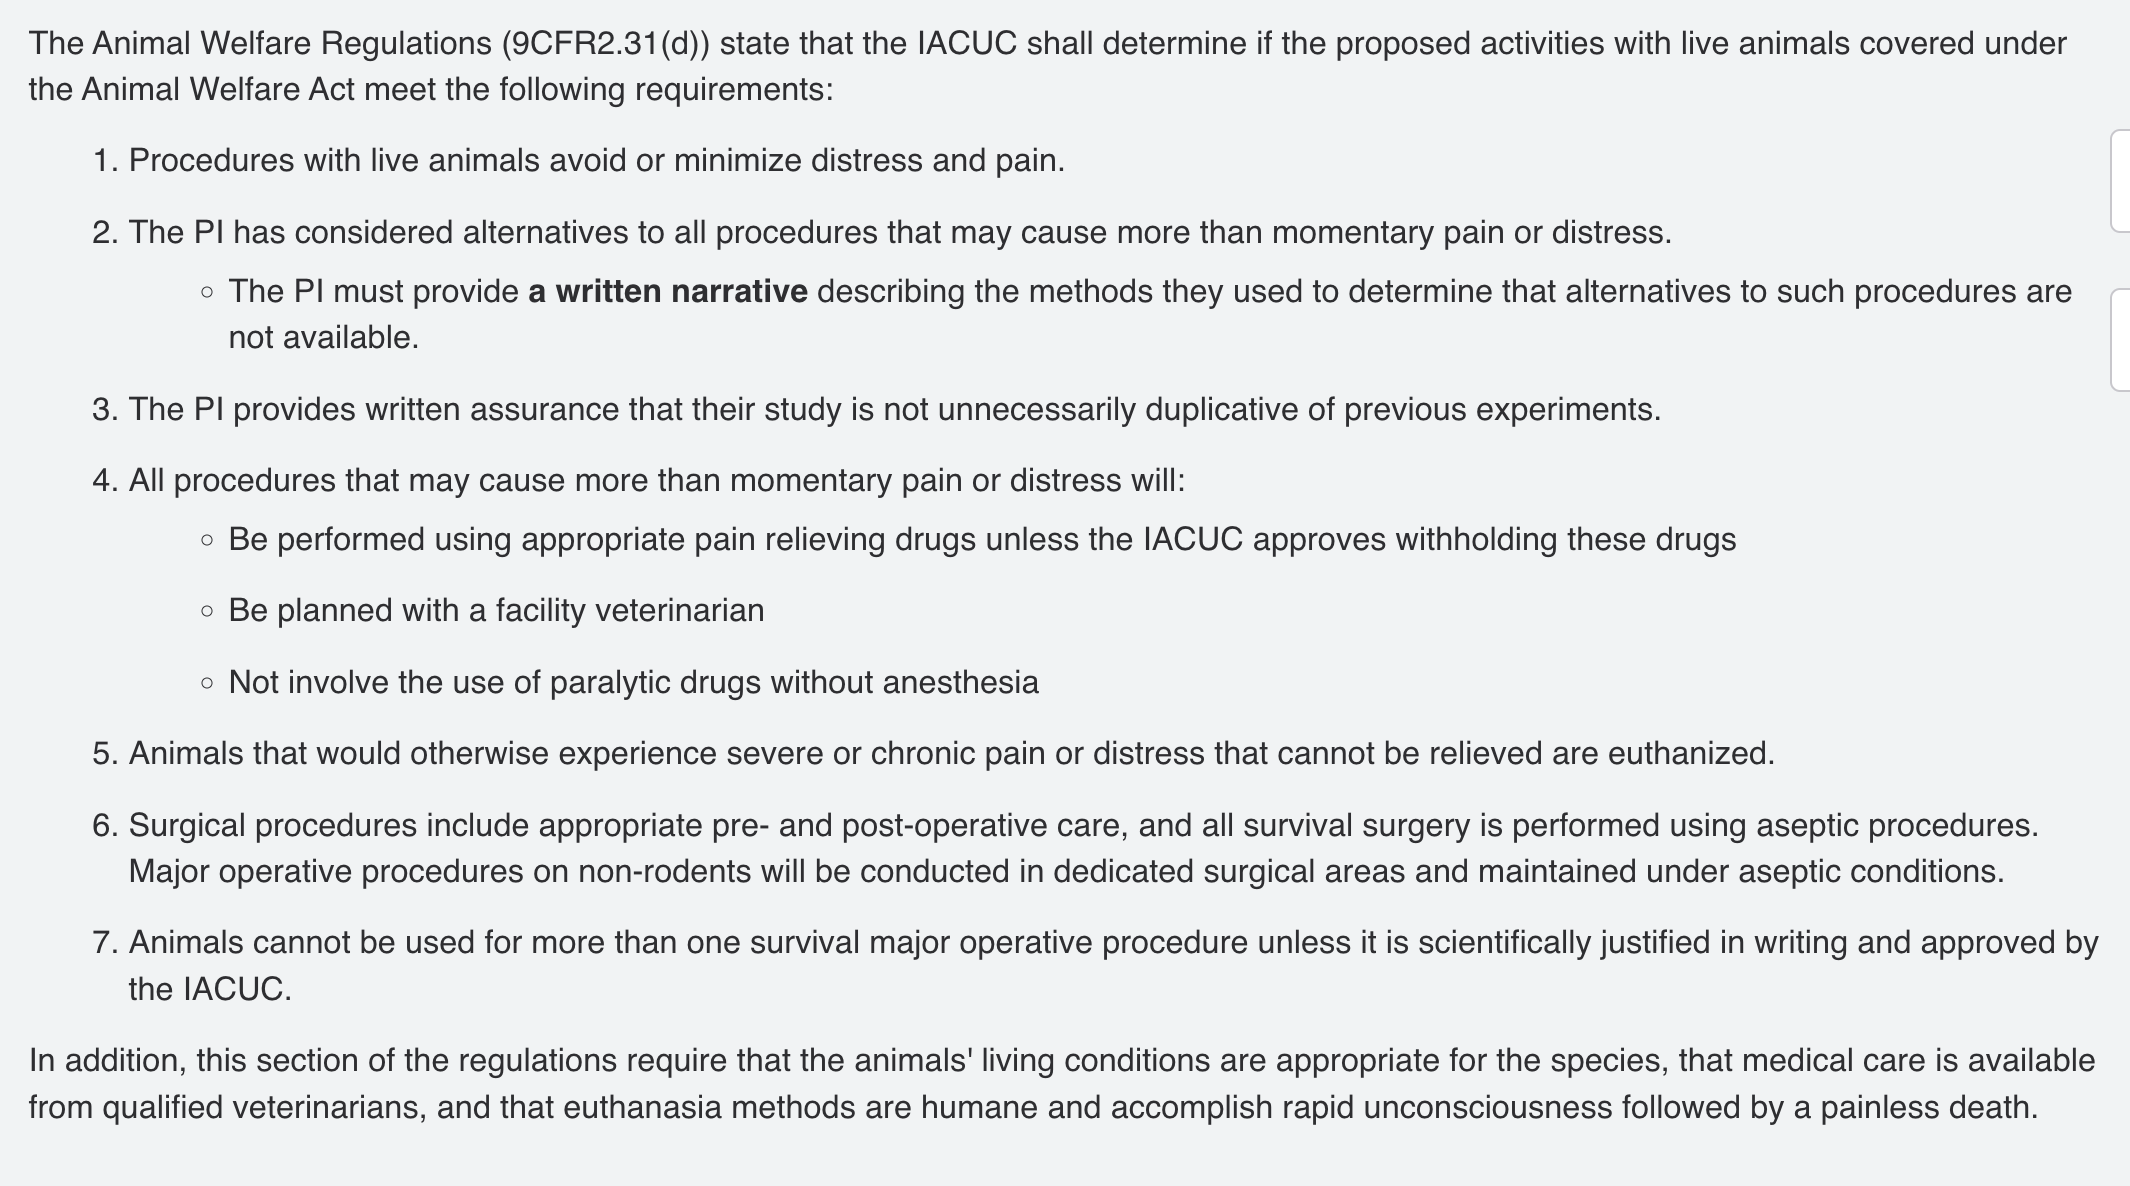 The Animal Welfare Regulations (9CFR2.31(d)) state that the IACUC shall determine if the proposed activities with live animals covered under
the Animal Welfare Act meet the following requirements:
1. Procedures with live animals avoid or minimize distress and pain.
2. The PI has considered alternatives to all procedures that may cause more than momentary pain or distress.
◦ The PI must provide a written narrative describing the methods they used to determine that alternatives to such procedures are
not available.
3. The PI provides written assurance that their study is not unnecessarily duplicative of previous experiments.
4. All procedures that may cause more than momentary pain or distress will:
◦ Be performed using appropriate pain relieving drugs unless the IACUC approves withholding these drugs
◦ Be planned with a facility veterinarian
◦ Not involve the use of paralytic drugs without anesthesia
5. Animals that would otherwise experience severe or chronic pain or distress that cannot be relieved are euthanized.
6. Surgical procedures include appropriate pre- and post-operative care, and all survival surgery is performed using aseptic procedures.
Major operative procedures on non-rodents will be conducted in dedicated surgical areas and maintained under aseptic conditions.
7. Animals cannot be used for more than one survival major operative procedure unless it is scientifically justified in writing and approved by
the IACUC.
In addition, this section of the regulations require that the animals' living conditions are appropriate for the species, that medical care is available
from qualified veterinarians, and that euthanasia methods are humane and accomplish rapid unconsciousness followed by a painless death.